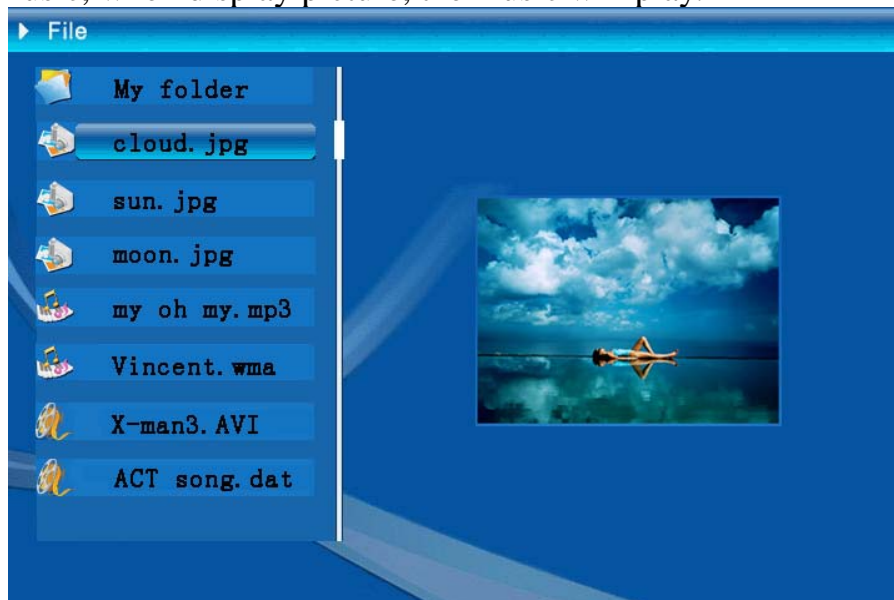 File
My folder
cloud. jpg
sun. jpg
moon. jpg
my oh my. mp3
Vincent. wma
X-man3. AVI
ACT song. dat